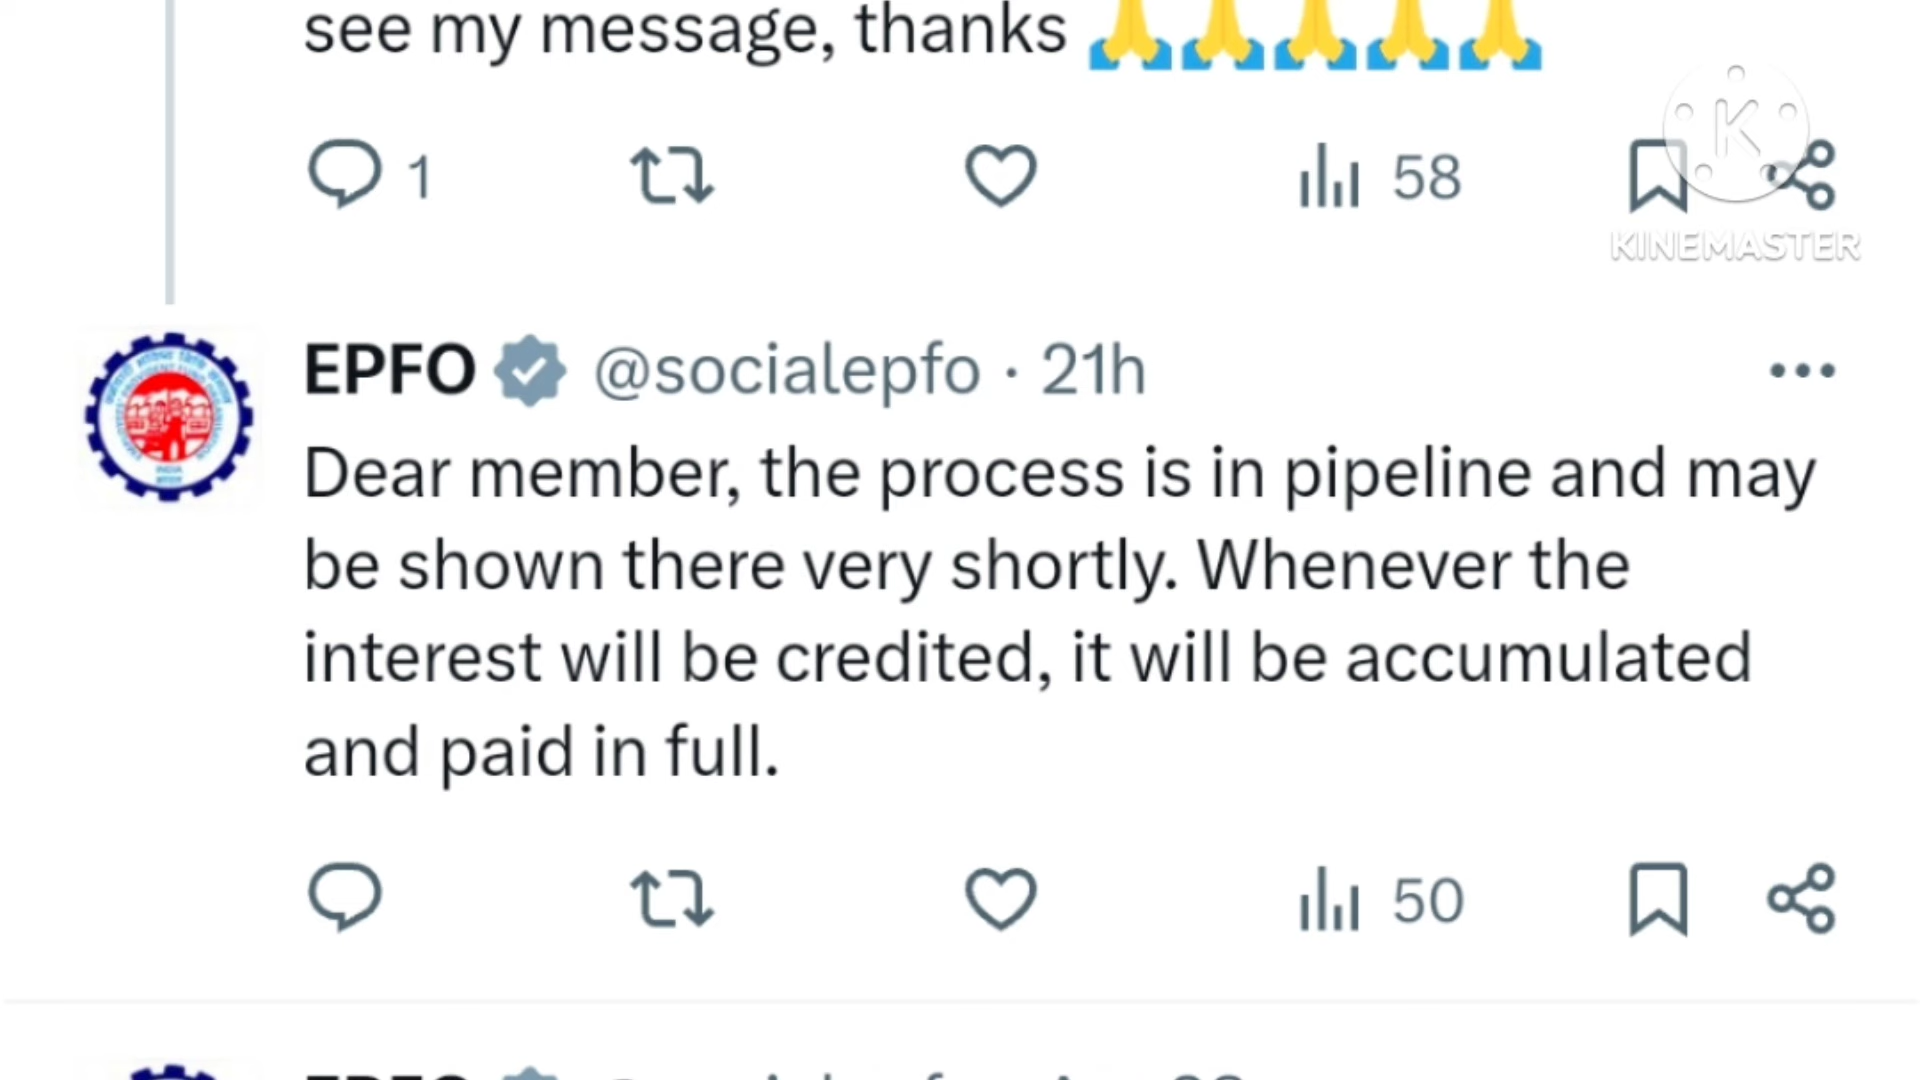 see my message, thanks 🙏🙏🙏🙏🙏
1 58
KINEMASTER
EPFO @socialepfo · 21h
Dear member, the process is in pipeline and may
be shown there very shortly. Whenever the
interest will be credited, it will be accumulated
and paid in full.
50